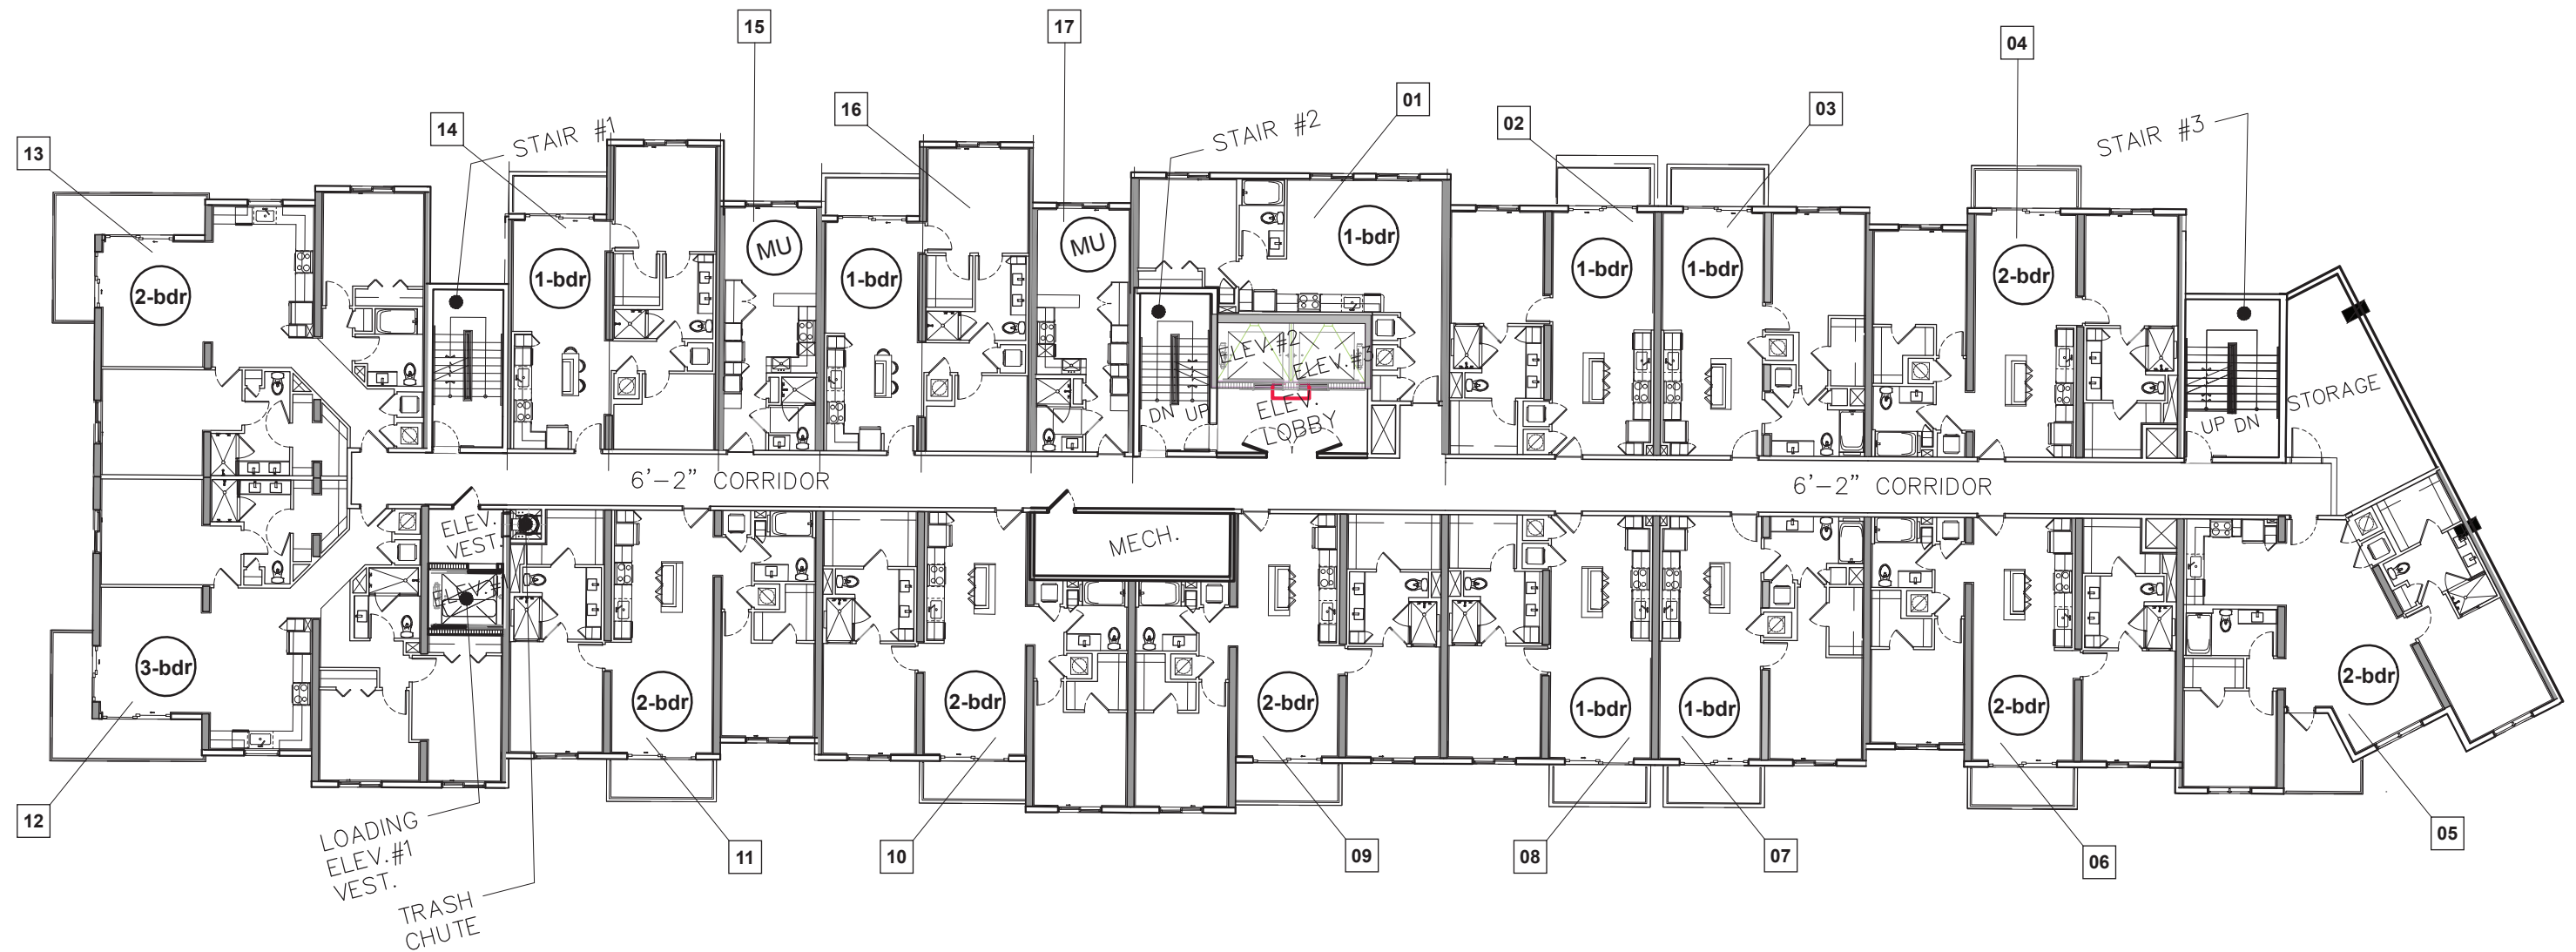 15
17
04
01
03
16
02
14
STAIR #1
STAIR #2
STAIR #3
13
1-bdr
MU
MU
1-bdr
1-bdr
1-bdr
1-bdr
1-bdr
2-bdr
2-bdr
ELEV.#2
ELEV.#3
ELEV.
LOBBY
DN UP
STORAGE
UP DN
6'-2" CORRIDOR
6'-2" CORRIDOR
ELEV.
VEST.
MECH.
3-bdr
2-bdr
2-bdr
2-bdr
1-bdr
1-bdr
2-bdr
2-bdr
12
LOADING
ELEV.#1
VEST.
11
10
09
08
07
06
05
TRASH
CHUTE